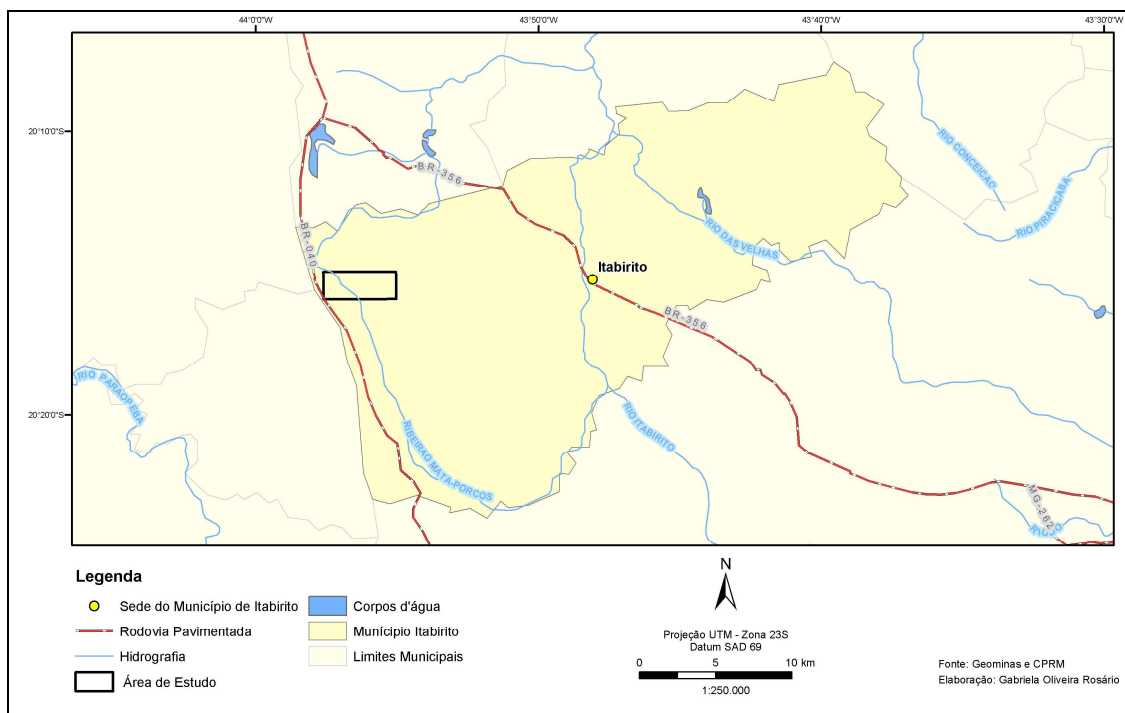 44°0'0"W
43°50'0"W
43°40'0"W
43°30'0"W
20°10'0"S
20°20'0"S
BR-356
BR-040
RIO CONCEICAO
RIO PIRACICABA
RIO DAS VELHAS
Itabirito
BR-356
RIO PARAOPEBA
RIBEIRAO MATA-PORCOS
RIO ITABIRITO
MG-262
Legenda
Sede do Município de Itabirito
Rodovia Pavimentada
Hidrografia
Área de Estudo
Corpos d'água
Munícipio Itabirito
Limites Municipais
N
Projeção UTM - Zona 23S
Datum SAD 69
0 5 10 km
1:250.000
Fonte: Geominas e CPRM
Elaboração: Gabriela Oliveira Rosário